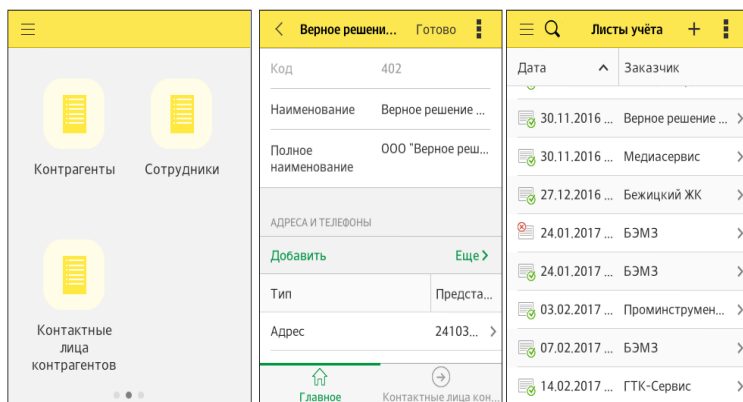 Контрагенты
Сотрудники
Контактные
лица
контрагентов
Верное решени...
Готово
Код 402
Наименование Верное решение ...
Полное
наименование
ООО "Верное реш...
АДРЕСА И ТЕЛЕФОНЫ
Добавить Еще
Тип Предста...
Адрес 24103...
Главное
Контактные лица кон...
Листы учёта
Дата Заказчик
30.11.2016 ... Верное решение ...
30.11.2016 ... Медиасервис
27.12.2016 ... Бежицкий ЖК
24.01.2017 ... БЭМЗ
24.01.2017 ... БЭМЗ
03.02.2017 ... Проминструмен...
07.02.2017 ... БЭМЗ
14.02.2017 ... ГТК-Сервис